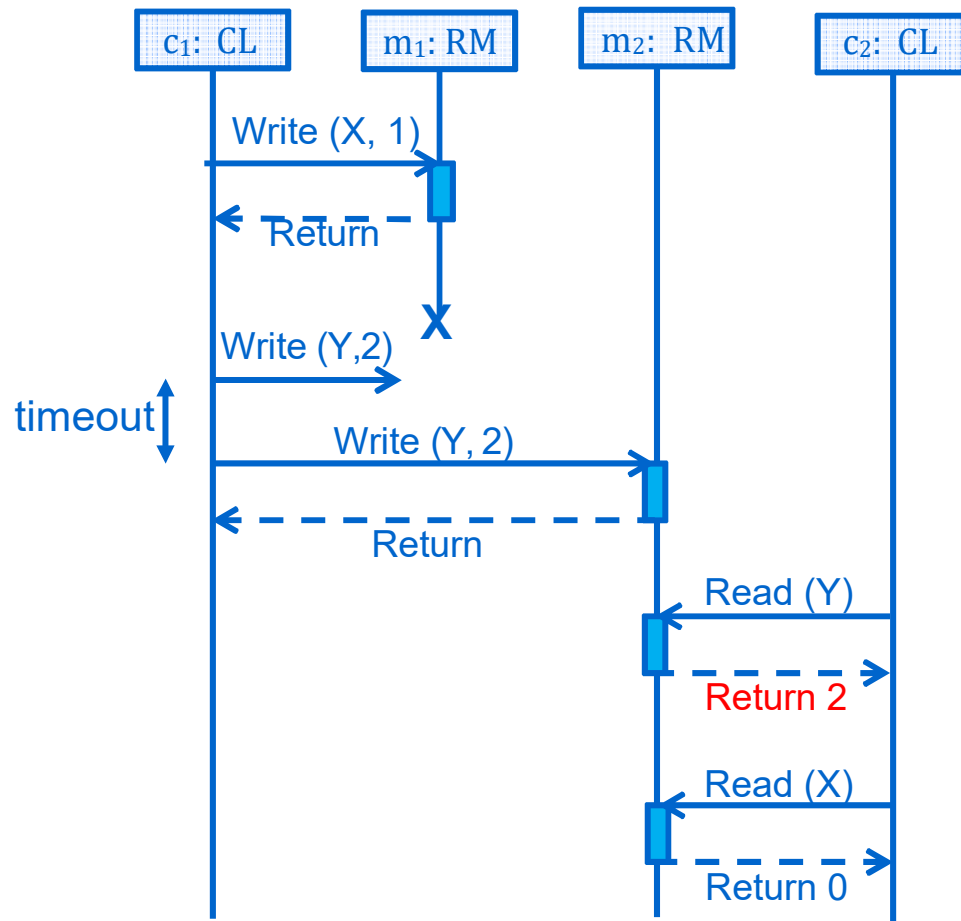 c₁: CL
m₁: RM
m₂: RM
c₂: CL
Write (X, 1)
Return
X
Write (Y,2)
timeout
Write (Y, 2)
Return
Read (Y)
Return 2
Read (X)
Return 0